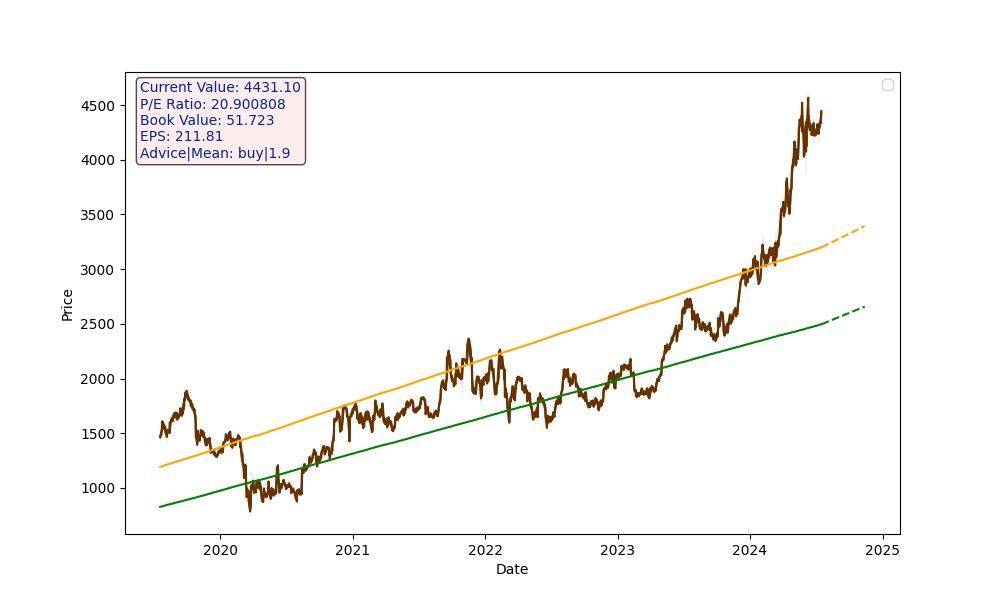 Current Value: 4431.10
P/E Ratio: 20.900808
Book Value: 51.723
EPS: 211.81
Advice|Mean: buy|1.9
4500
4000
3500
3000
2500
2000
1500
1000
Price
2020 2021 2022 2023 2024 2025
Date